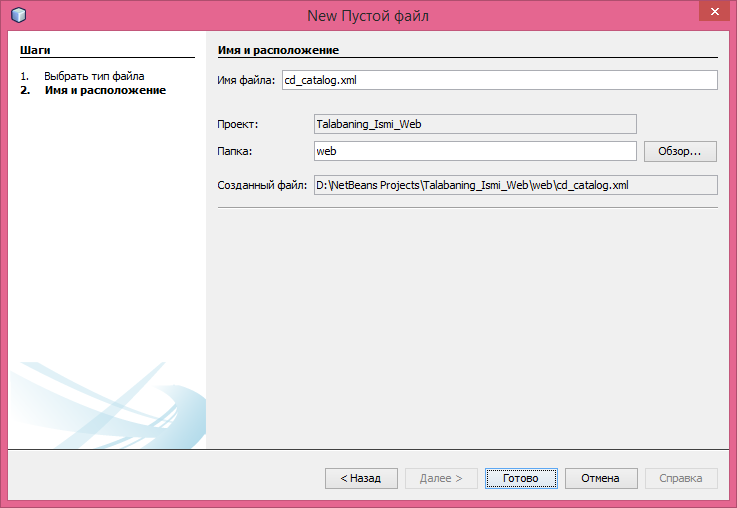 New Пустой файл
Шаги
1. Выбрать тип файла
2. Имя и расположение
Имя и расположение
Имя файла: cd_catalog.xml
Проект: Talabaning_Ismi_Web
Папка: web Обзор...
Созданный файл: D:\NetBeans Projects\Talabaning_Ismi_Web\web\cd_catalog.xml
< Назад Далее > Готово Отмена Справка